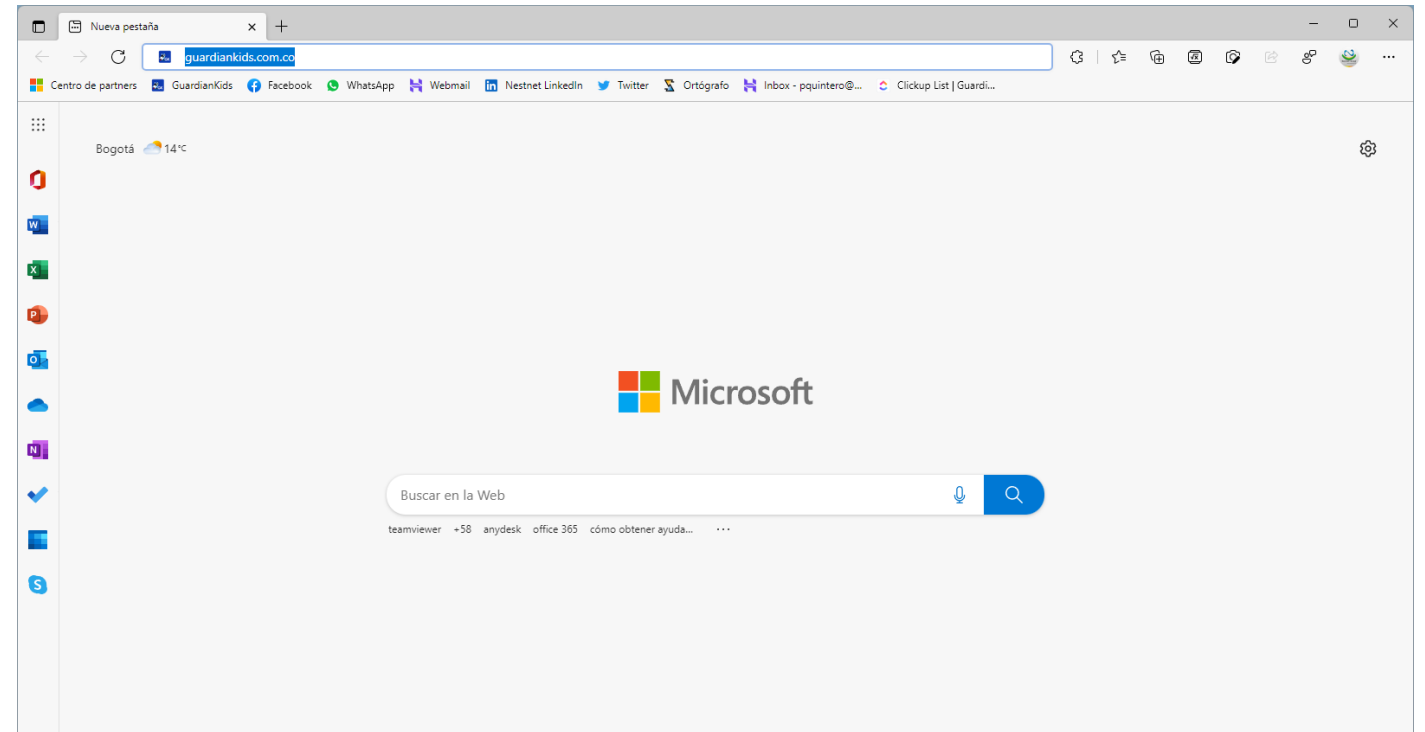 Nueva pestaña
guardiankids.com.co
Centro de partners GuardianKids Facebook WhatsApp Webmail Nestnet LinkedIn Twitter Ortógrafo Inbox - pquintero@... Clickup List | Guardi...
Bogotá 14°C
Microsoft
Buscar en la Web
teamviewer +58 anydesk office 365 cómo obtener ayuda... ...